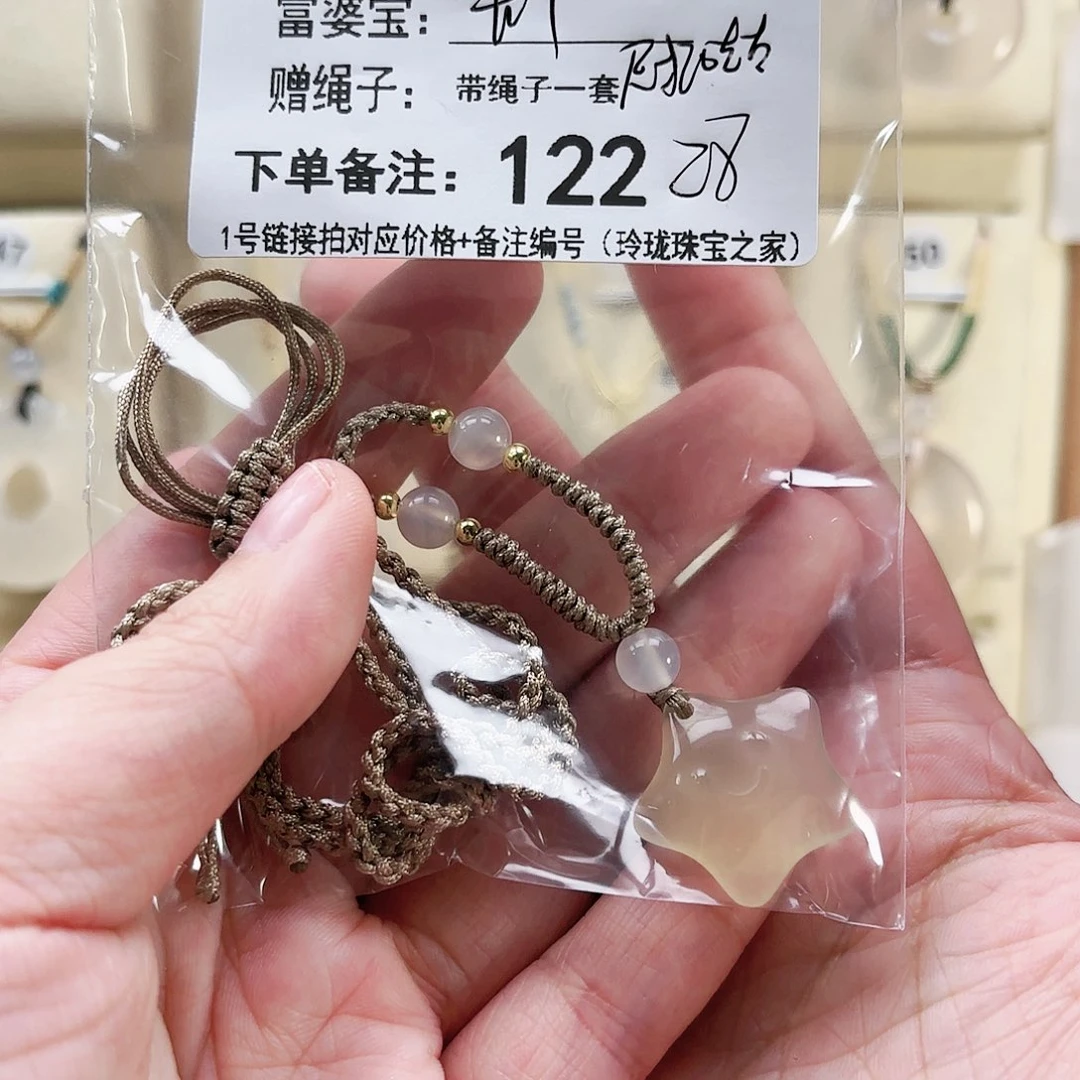 富婆宝：
赠绳子：带绳子一套
下单备注：122 28
1号链接拍对应价格+备注编号（玲珑珠宝之家）